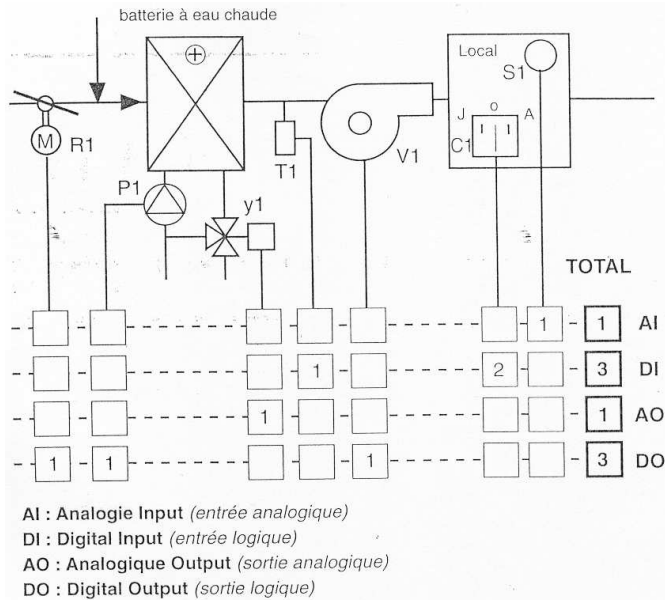 batterie à eau chaude
Local
S1
J o A
C1
M R1
T1
V1
P1
y1
TOTAL
1 1 AI
1 2 3 DI
1 1 AO
1 1 1 3 DO
AI : Analogie Input (entrée analogique)
DI : Digital Input (entrée logique)
AO : Analogique Output (sortie analogique)
DO : Digital Output (sortie logique)